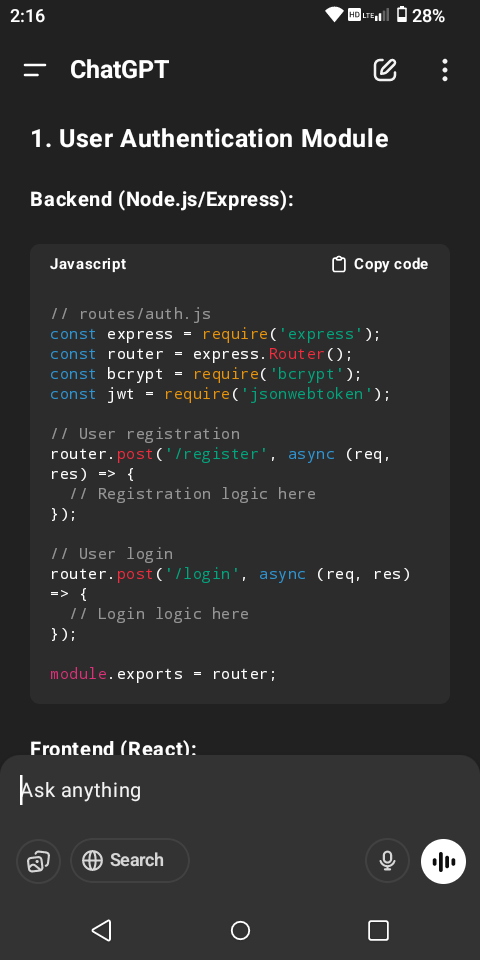 2:16 HD LTE 28%
ChatGPT
1. User Authentication Module
Backend (Node.js/Express):
Javascript Copy code
// routes/auth.js
const express = require('express');
const router = express.Router();
const bcrypt = require('bcrypt');
const jwt = require('jsonwebtoken');
// User registration
router.post('/register', async (req,
res) => {
// Registration logic here
});
// User login
router.post('/login', async (req, res)
=> {
// Login logic here
});
module.exports = router;
Frontend (React):
Ask anything
Search